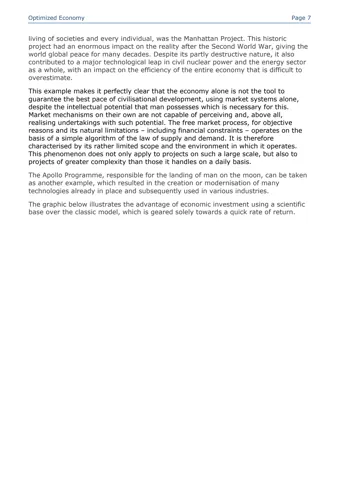 Optimized Economy Page 7
living of societies and every individual, was the Manhattan Project. This historic
project had an enormous impact on the reality after the Second World War, giving the
world global peace for many decades. Despite its partly destructive nature, it also
contributed to a major technological leap in civil nuclear power and the energy sector
as a whole, with an impact on the efficiency of the entire economy that is difficult to
overestimate.
This example makes it perfectly clear that the economy alone is not the tool to
guarantee the best pace of civilisational development, using market systems alone,
despite the intellectual potential that man possesses which is necessary for this.
Market mechanisms on their own are not capable of perceiving and, above all,
realising undertakings with such potential. The free market process, for objective
reasons and its natural limitations – including financial constraints – operates on the
basis of a simple algorithm of the law of supply and demand. It is therefore
characterised by its rather limited scope and the environment in which it operates.
This phenomenon does not only apply to projects on such a large scale, but also to
projects of greater complexity than those it handles on a daily basis.
The Apollo Programme, responsible for the landing of man on the moon, can be taken
as another example, which resulted in the creation or modernisation of many
technologies already in place and subsequently used in various industries.
The graphic below illustrates the advantage of economic investment using a scientific
base over the classic model, which is geared solely towards a quick rate of return.